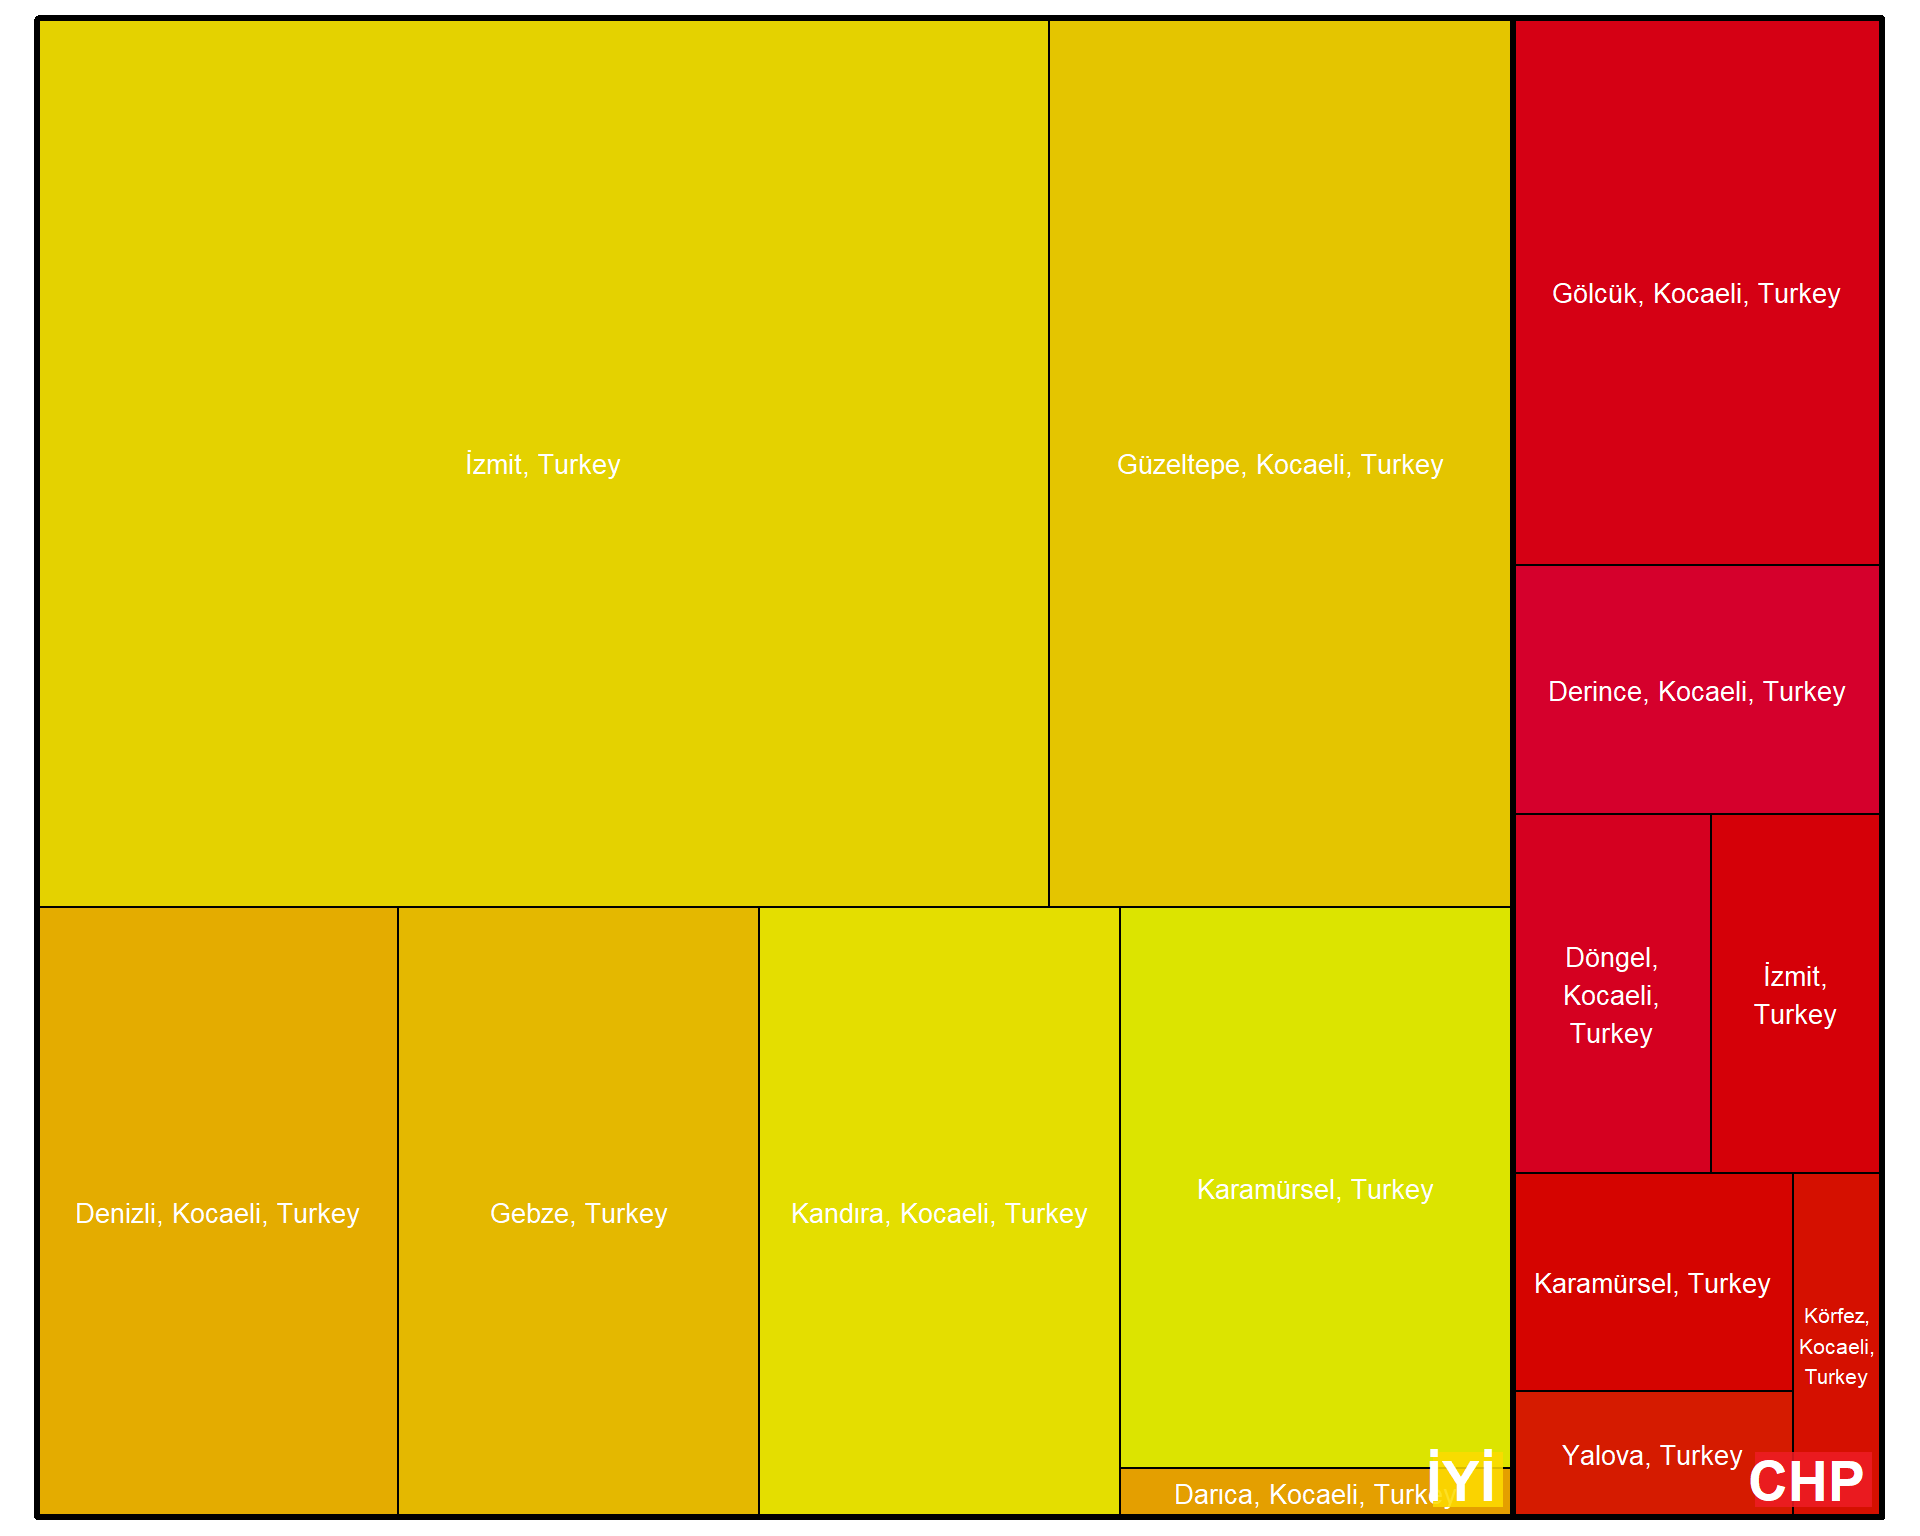 İzmit, Turkey
Güzeltepe, Kocaeli, Turkey
Gölcük, Kocaeli, Turkey
Derince, Kocaeli, Turkey
Döngel,
Kocaeli,
Turkey
İzmit,
Turkey
Denizli, Kocaeli, Turkey
Gebze, Turkey
Kandıra, Kocaeli, Turkey
Karamürsel, Turkey
Karamürsel, Turkey
Körfez,
Kocaeli,
Turkey
Yalova, Turkey
Darıca, Kocaeli, Turkey
İYİ
CHP